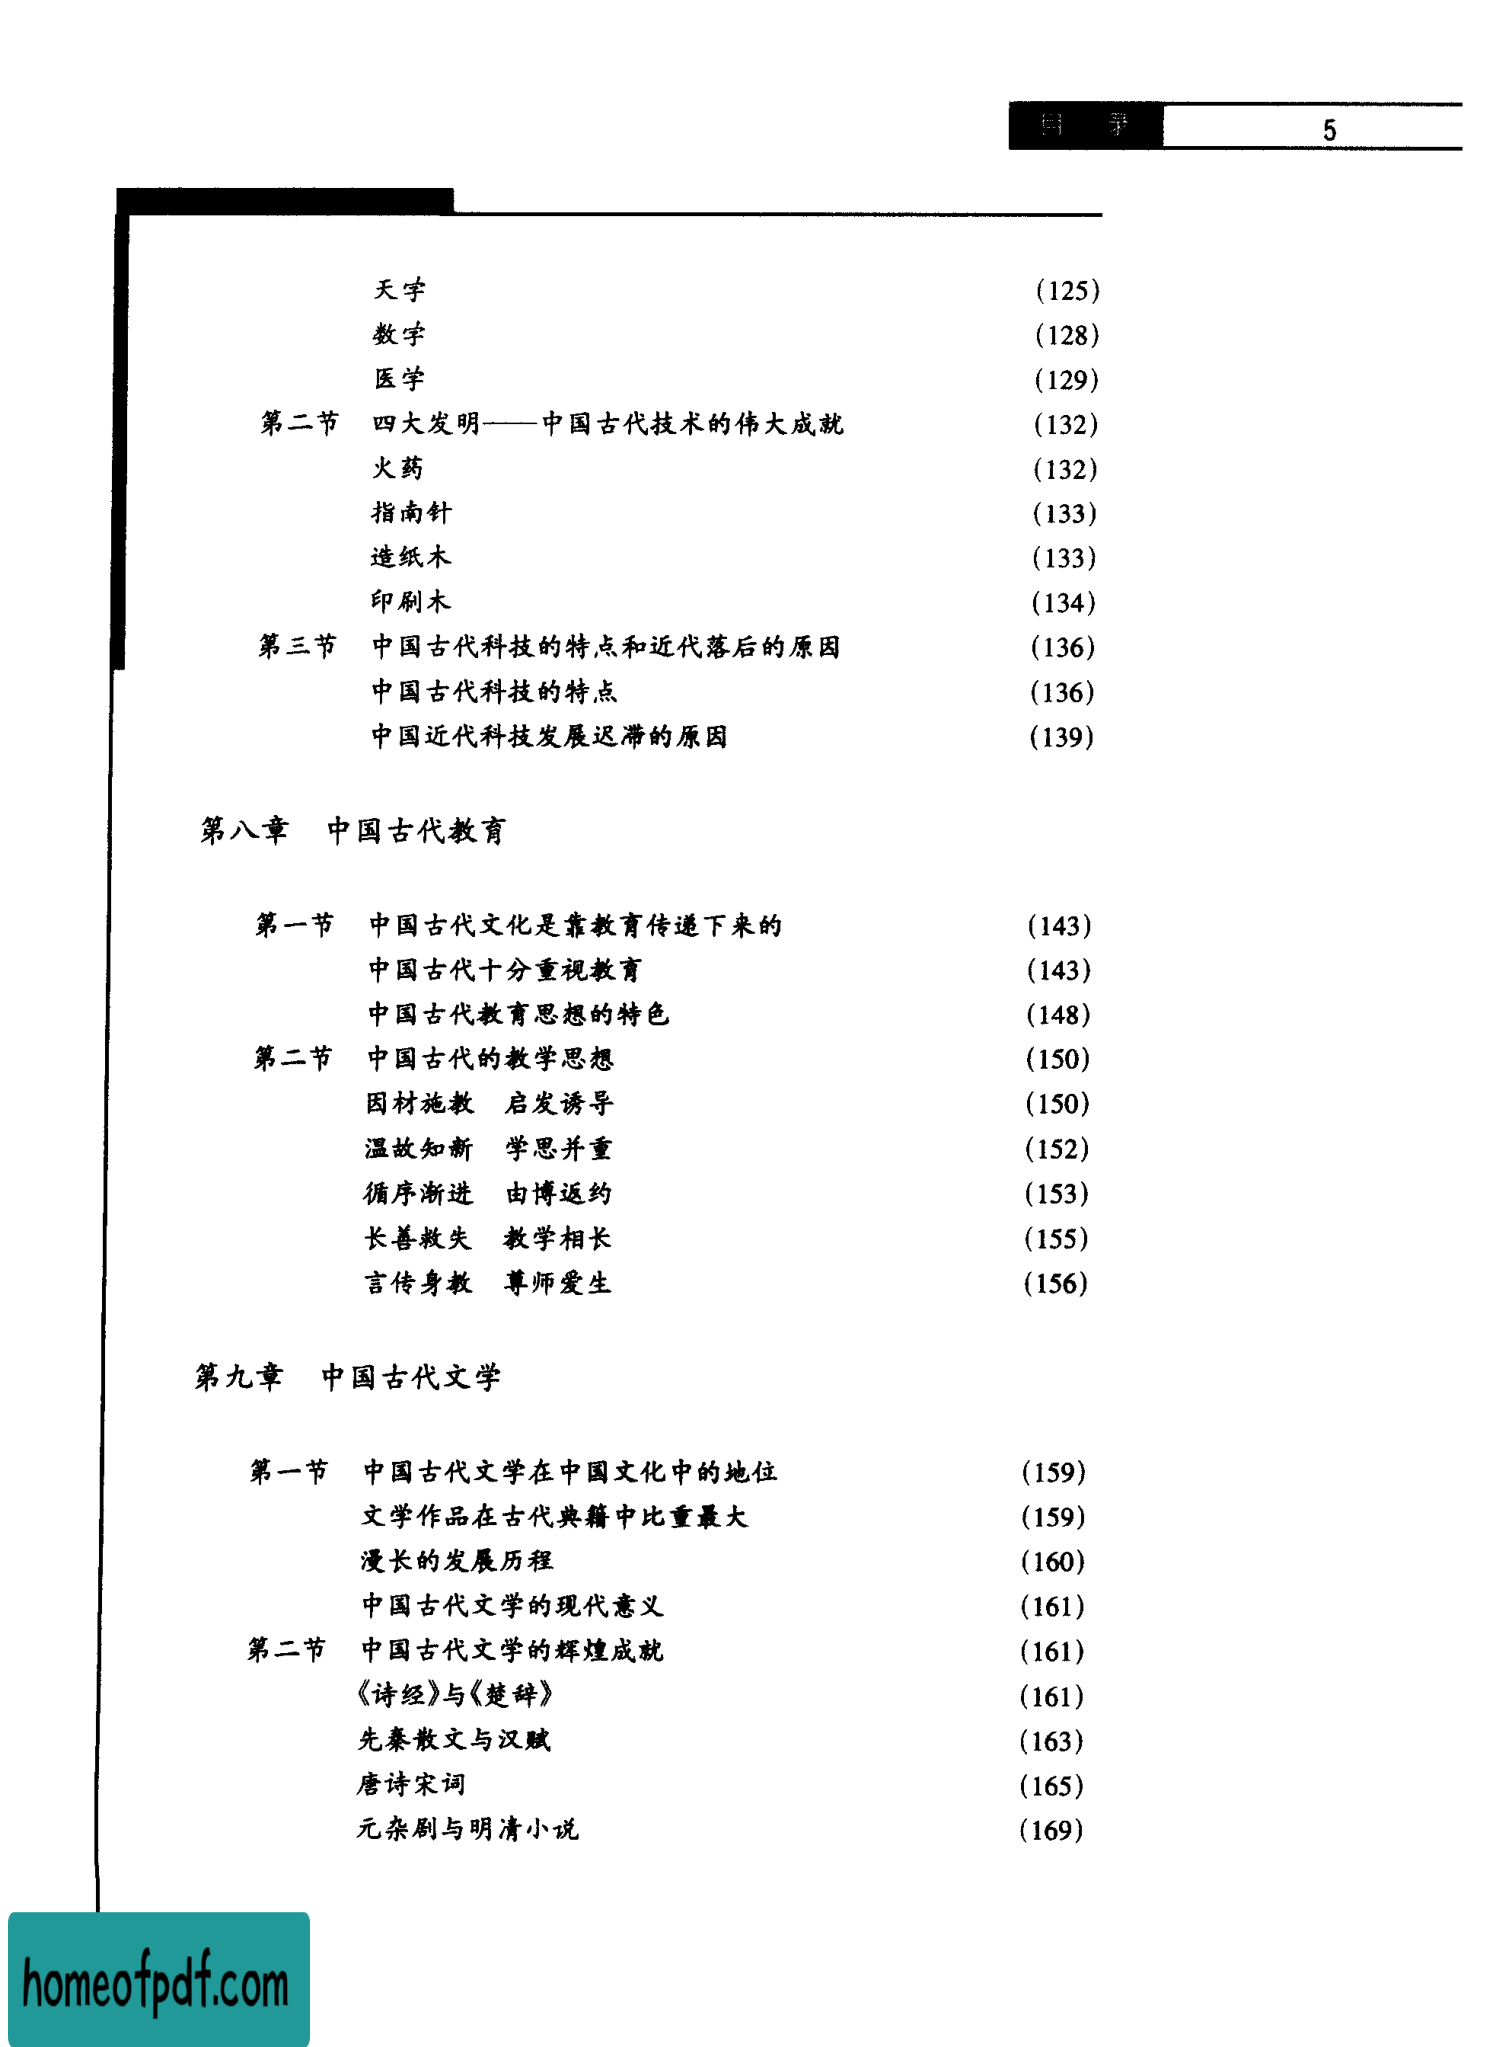 目 录 5
天学 (125)
数学 (128)
医学 (129)
第二节 四大发明——中国古代技术的伟大成就 (132)
火药 (132)
指南针 (133)
造纸木 (133)
印刷木 (134)
第三节 中国古代科技的特点和近代落后的原因 (136)
中国古代科技的特点 (136)
中国近代科技发展迟滞的原因 (139)
第八章 中国古代教育
第一节 中国古代文化是靠教育传递下来的 (143)
中国古代十分重视教育 (143)
中国古代教育思想的特色 (148)
第二节 中国古代的教学思想 (150)
因材施教 启发诱导 (150)
温故知新 学思并重 (152)
循序渐进 由博返约 (153)
长善救失 教学相长 (155)
言传身教 尊师爱生 (156)
第九章 中国古代文学
第一节 中国古代文学在中国文化中的地位 (159)
文学作品在古代典籍中比重最大 (159)
漫长的发展历程 (160)
中国古代文学的现代意义 (161)
第二节 中国古代文学的辉煌成就 (161)
《诗经》与《楚辞》 (161)
先秦散文与汉赋 (163)
唐诗宋词 (165)
元杂剧与明清小说 (169)
homeofpdf.com